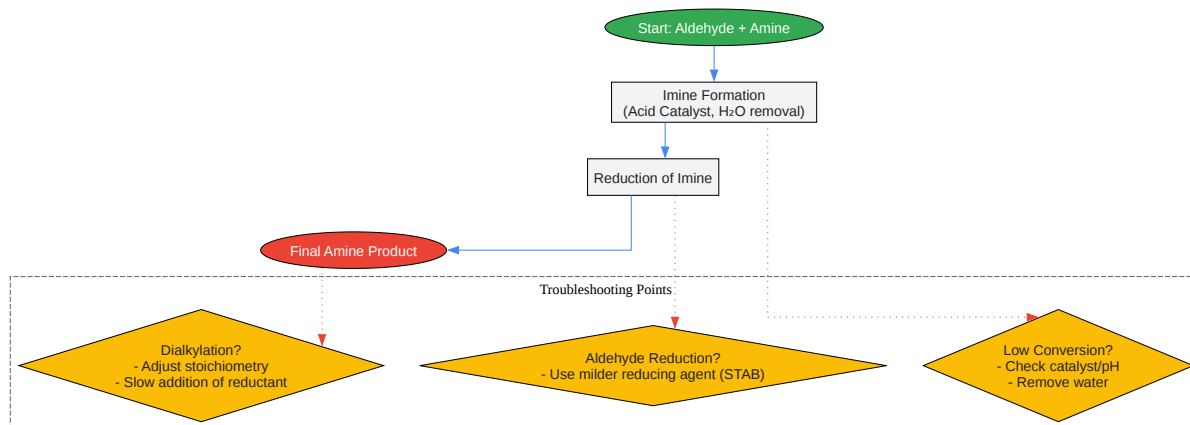 Start: Aldehyde + Amine
Imine Formation
(Acid Catalyst, H₂O removal)
Reduction of Imine
Final Amine Product
Troubleshooting Points
Dialkylation?
- Adjust stoichiometry
- Slow addition of reductant
Aldehyde Reduction?
- Use milder reducing agent (STAB)
Low Conversion?
- Check catalyst/pH
- Remove water